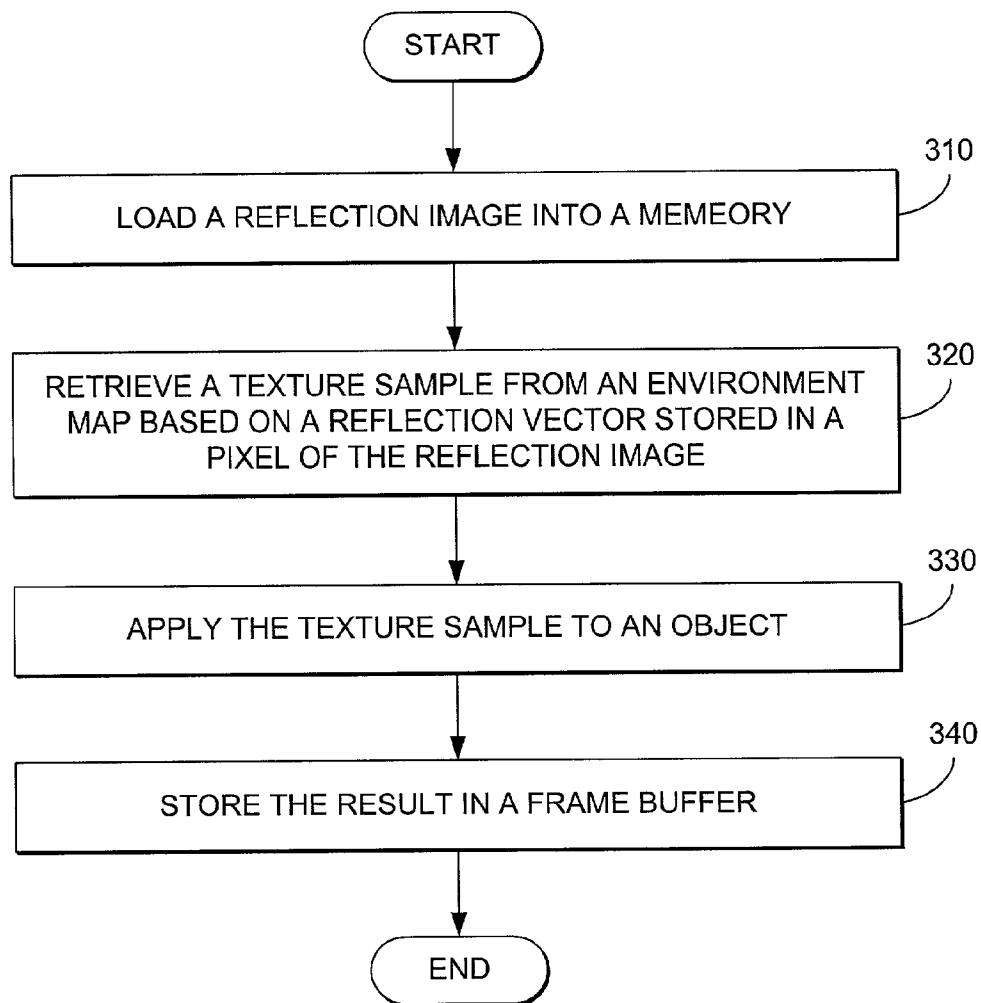 START
310
LOAD A REFLECTION IMAGE INTO A MEMEORY
320
RETRIEVE A TEXTURE SAMPLE FROM AN ENVIRONMENT
MAP BASED ON A REFLECTION VECTOR STORED IN A
PIXEL OF THE REFLECTION IMAGE
330
APPLY THE TEXTURE SAMPLE TO AN OBJECT
340
STORE THE RESULT IN A FRAME BUFFER
END